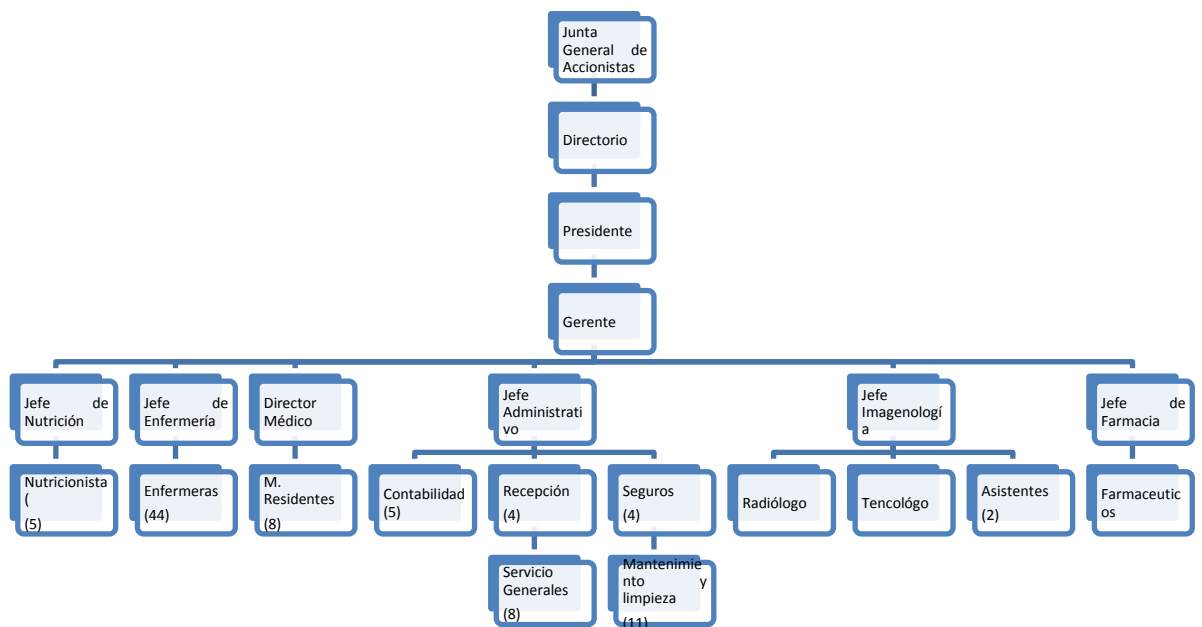 Junta
General de
Accionistas
Directorio
Presidente
Gerente
Jefe de
Nutrición
Jefe de
Enfermería
Director
Médico
Jefe
Administrati
vo
Jefe
Imagenologí
a
Jefe de
Farmacia
Nutricionista
(
(5)
Enfermeras
(44)
M.
Residentes
(8)
Contabilidad
(5)
Recepción
(4)
Seguros
(4)
Radiólogo
Tencológo
Asistentes
(2)
Farmaceutic
os
Servicio
Generales
(8)
Mantenimie
nto y
limpieza
(11)